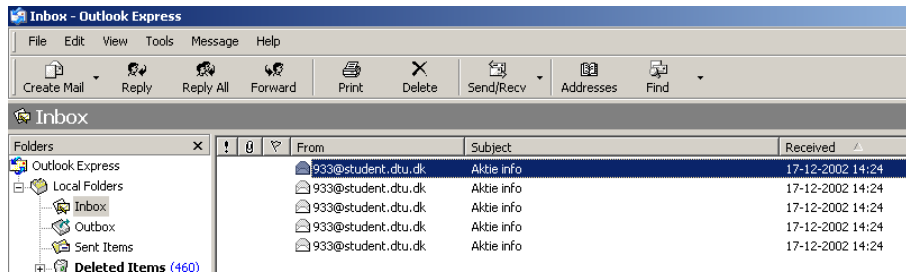 Inbox - Outlook Express
File Edit View Tools Message Help
Create Mail Reply Reply All Forward Print Delete Send/Recv Addresses Find
Inbox
Folders x ! From Subject Received
Outlook Express 933@student.dtu.dk Aktie info 17-12-2002 14:24
Local Folders 933@student.dtu.dk Aktie info 17-12-2002 14:24
Inbox 933@student.dtu.dk Aktie info 17-12-2002 14:24
Outbox 933@student.dtu.dk Aktie info 17-12-2002 14:24
Sent Items 933@student.dtu.dk Aktie info 17-12-2002 14:24
Deleted Items (460)